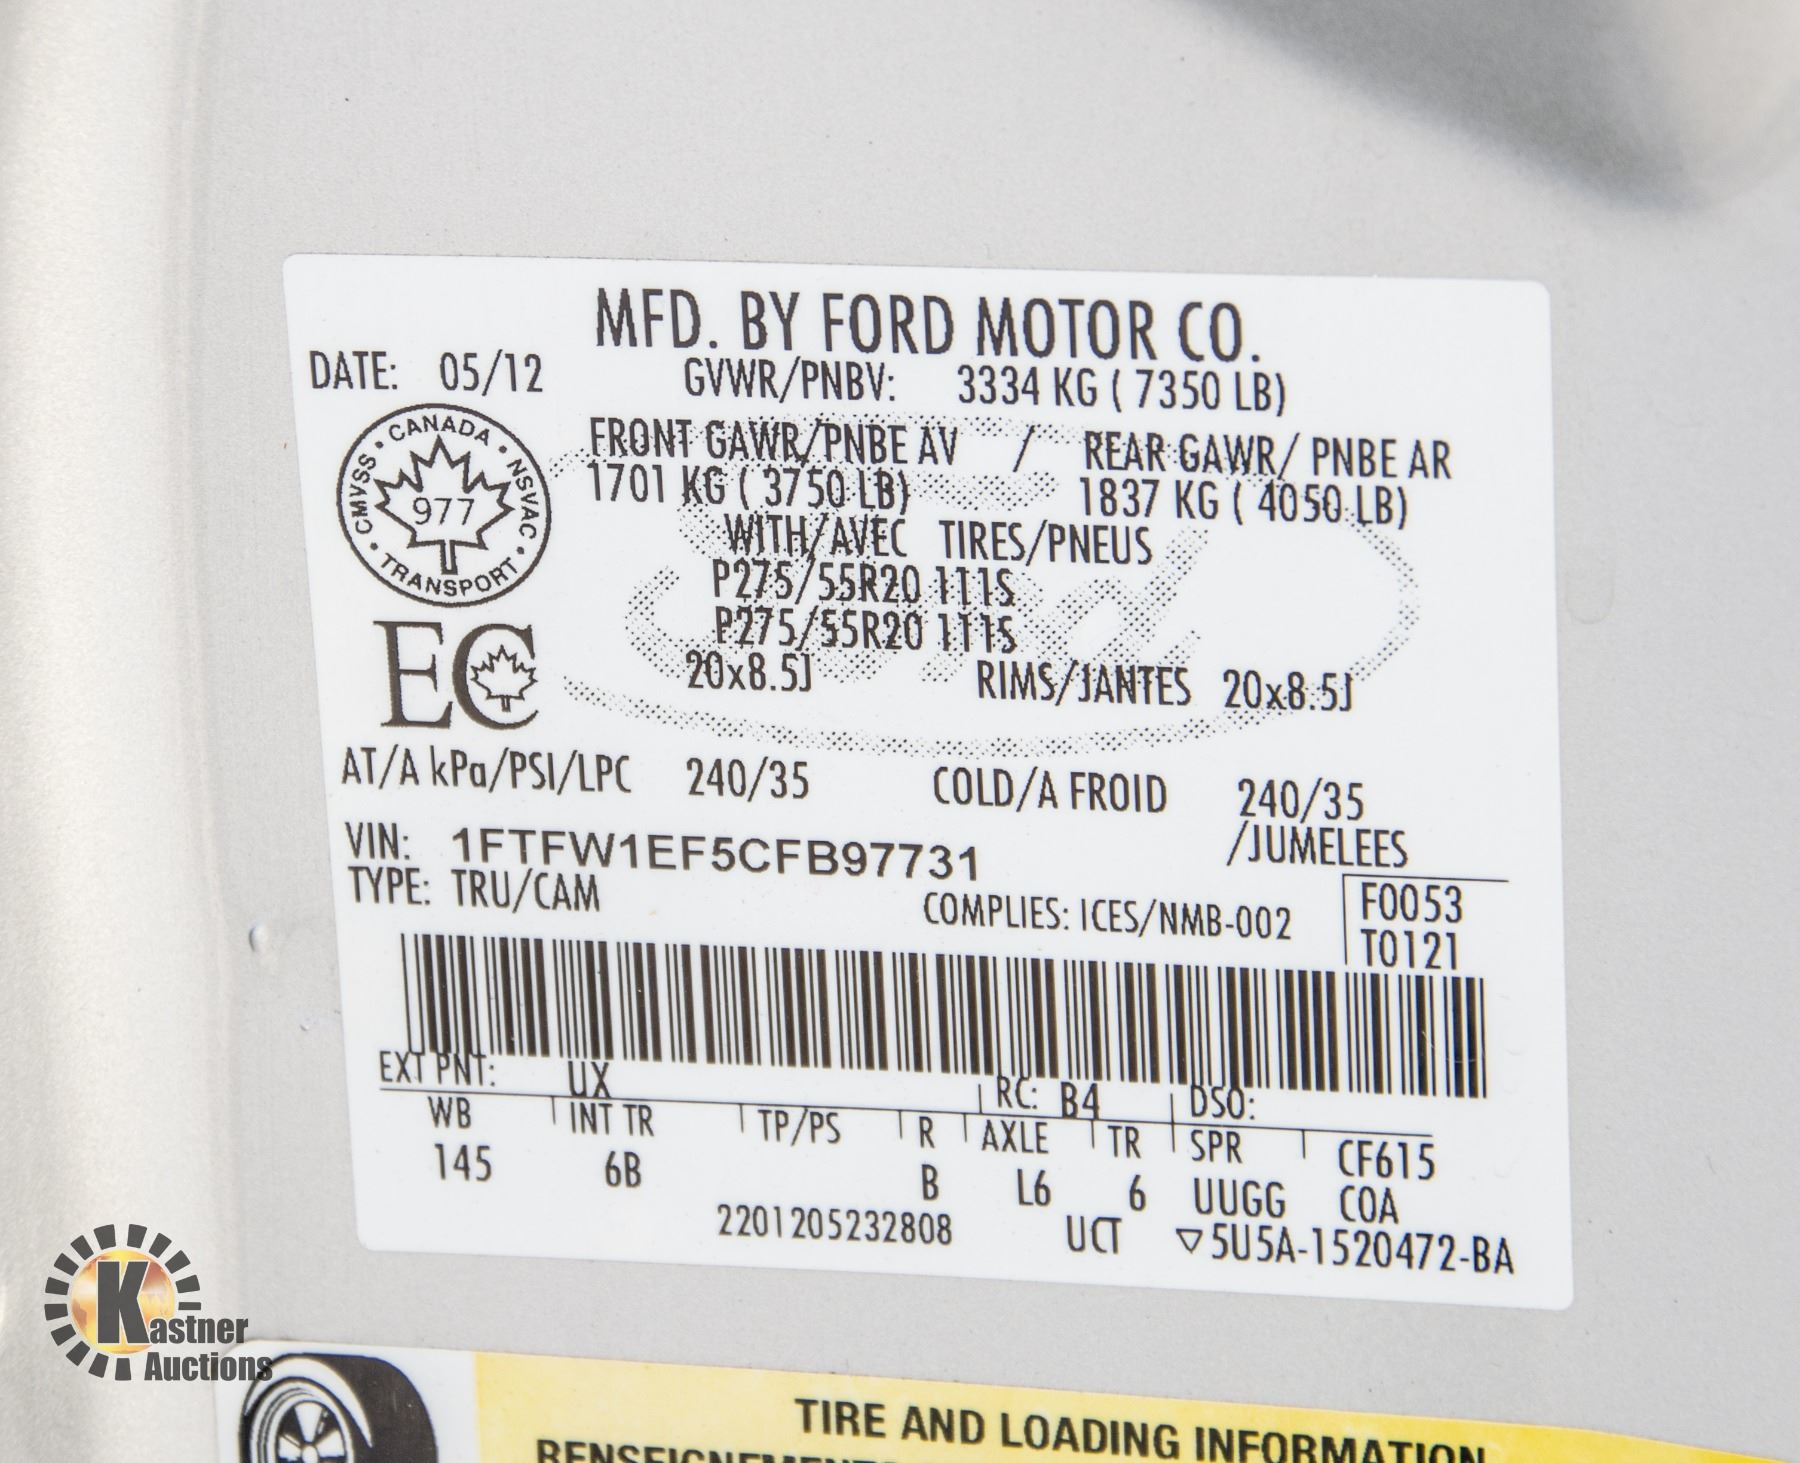 MFD. BY FORD MOTOR CO.
DATE: 05/12 GVWR/PNBV: 3334 KG ( 7350 LB)
FRONT GAWR/PNBE AV / REAR GAWR/ PNBE AR
1701 KG ( 3750 LB) 1837 KG ( 4050 LB)
WITH/AVEC TIRES/PNEUS
P275/55R20 111S
P275/55R20 111S
20x8.5J RIMS/JANTES 20x8.5J
CANADA
CMVSS
NSVAC
977
TRANSPORT
EC
AT/A kPa/PSI/LPC 240/35 COLD/A FROID 240/35
/JUMELEES
VIN: 1FTFW1EF5CFB97731
TYPE: TRU/CAM COMPLIES: ICES/NMB-002
F0053
T0121
EXT PNT: UX RC: B4 DSO:
WB INT TR TP/PS R AXLE TR SPR CF615
145 6B B L6 6 UUGG COA
2201205232808 UCT ▽5U5A-1520472-BA
Kastner
Auctions
TIRE AND LOADING INFORMATION